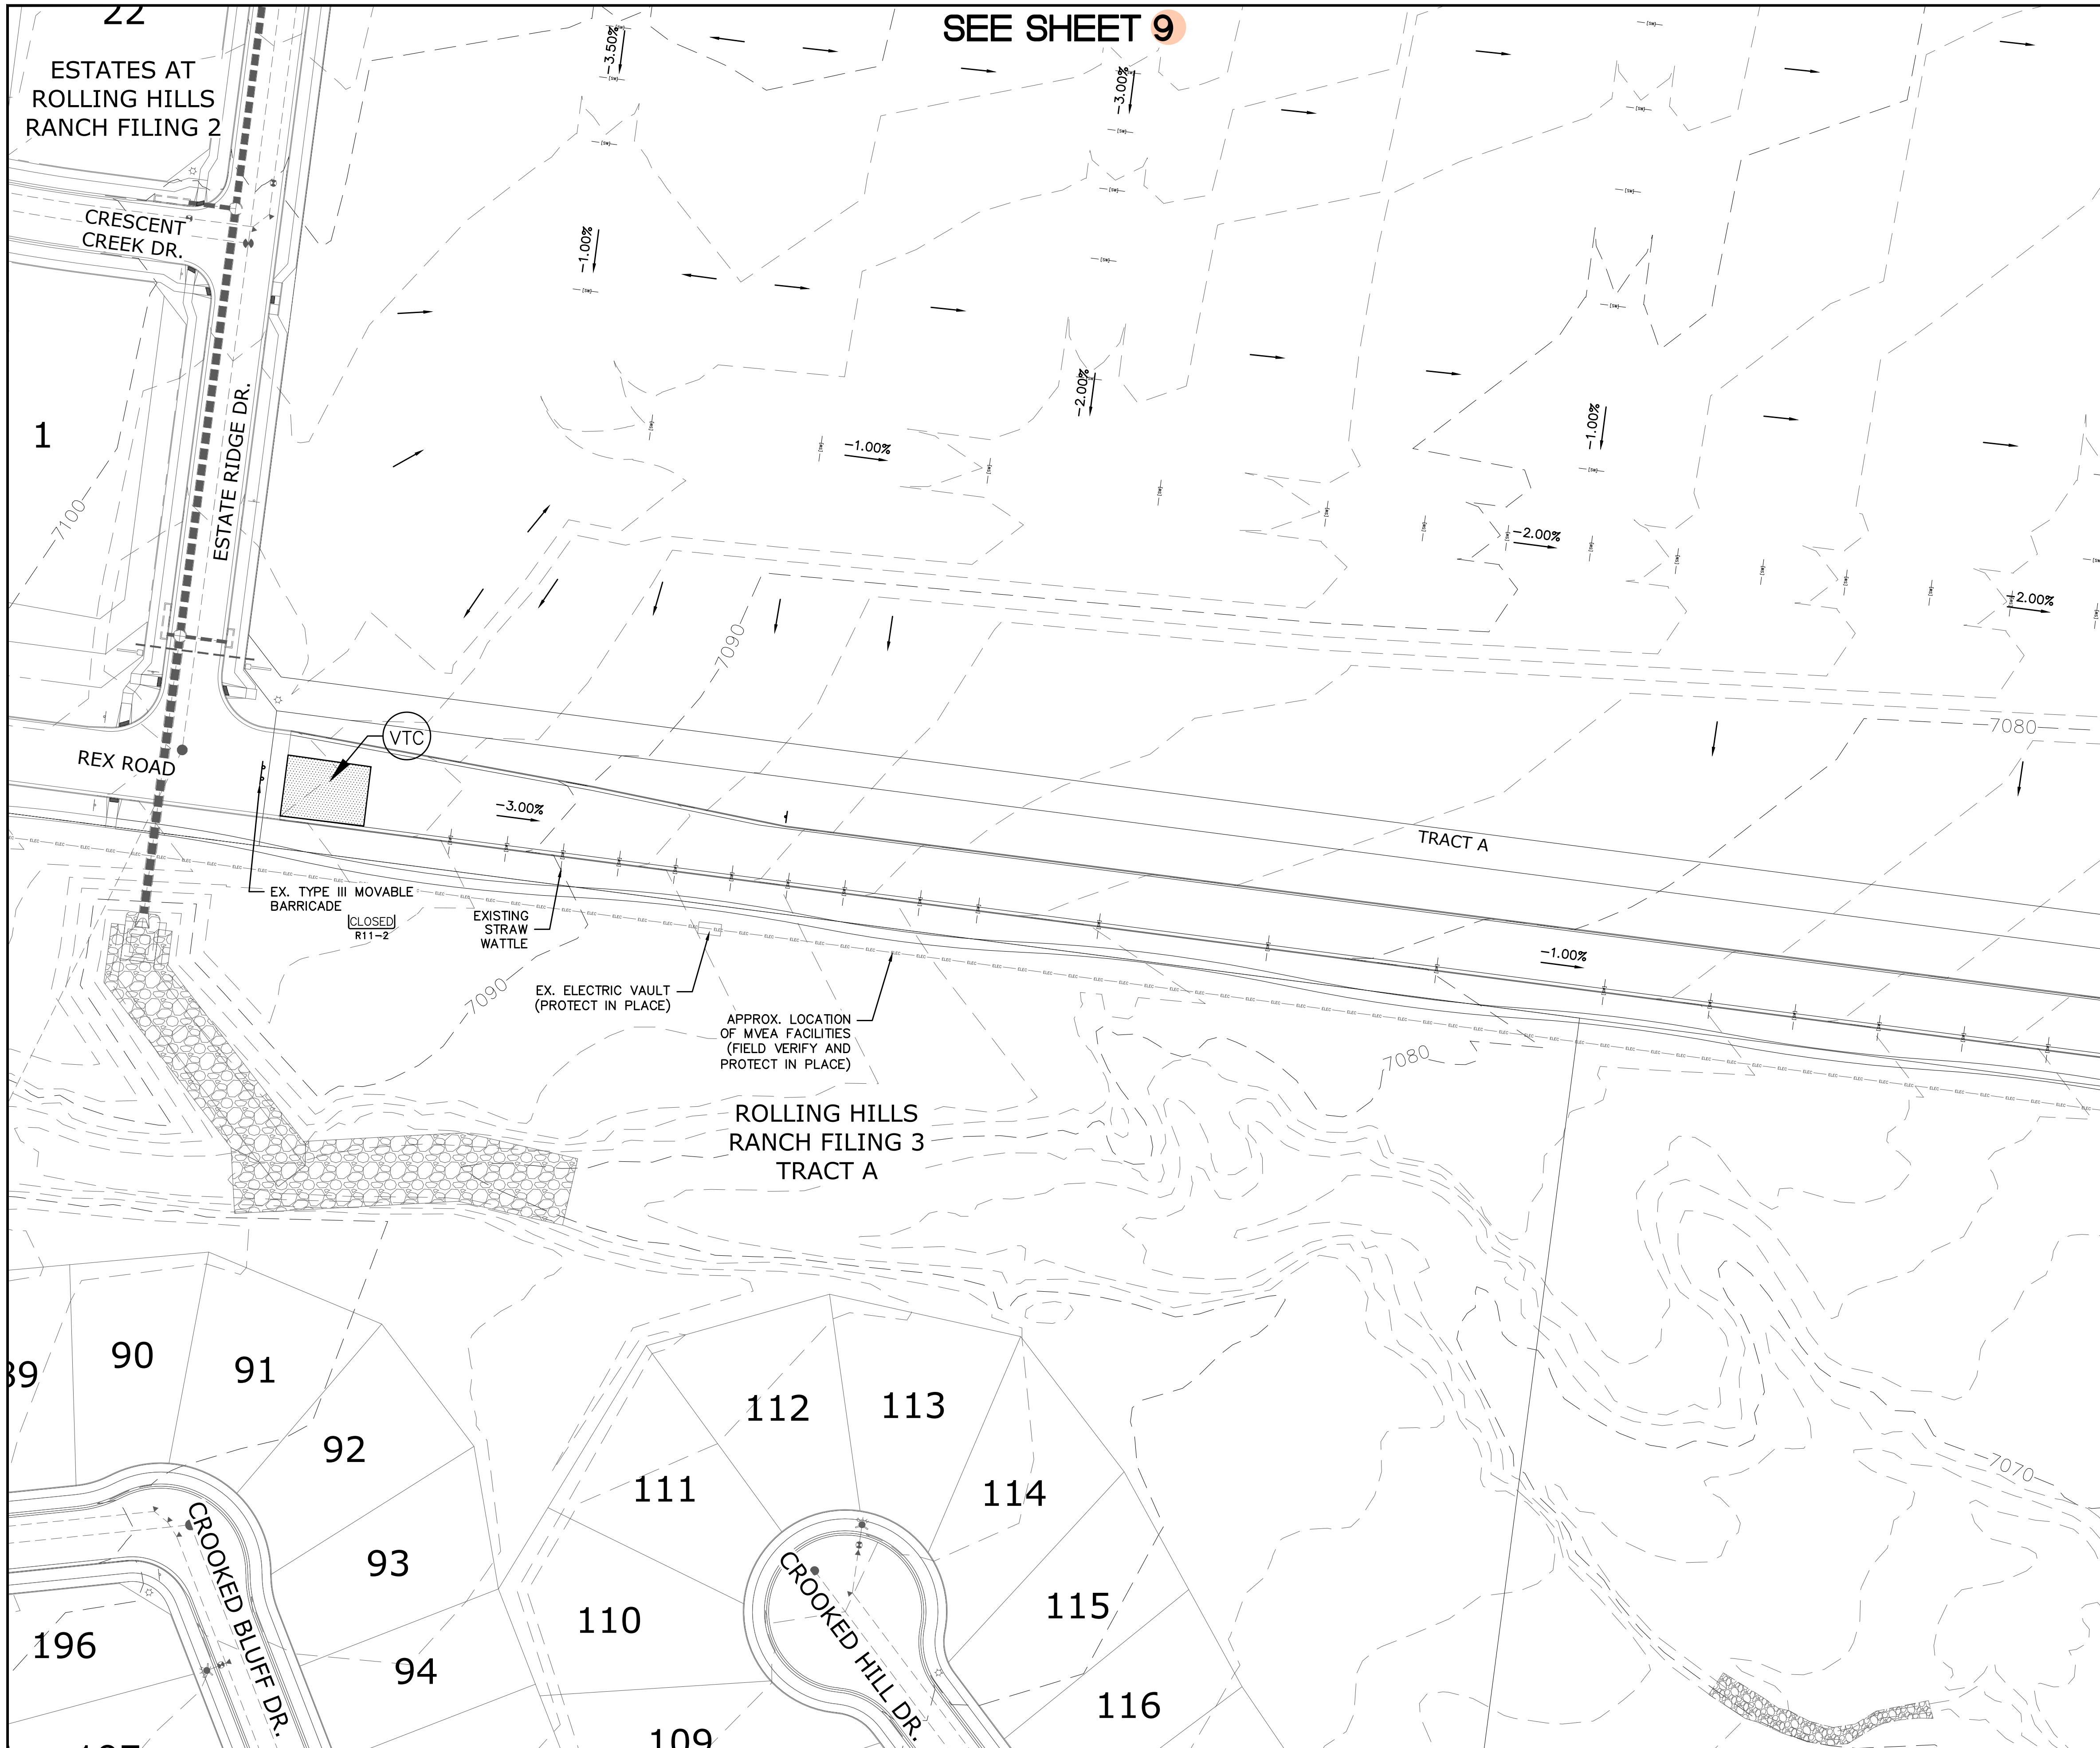 SEE SHEET 9
22
ESTATES AT
ROLLING HILLS
RANCH FILING 2
-3.50%
-3.00%
CRESCENT
CREEK DR.
-1.00%
-2.00%
ESTATE RIDGE DR.
1
-1.00%
-1.00%
7100
-2.00%
-2.00%
7090
7080
VTC
REX ROAD
-3.00%
TRACT A
EX. TYPE III MOVABLE
BARRICADE
CLOSED
R11-2
EXISTING
STRAW
WATTLE
-1.00%
EX. ELECTRIC VAULT
(PROTECT IN PLACE)
7090
APPROX. LOCATION
OF MVEA FACILITIES
(FIELD VERIFY AND
PROTECT IN PLACE)
7080
ROLLING HILLS
RANCH FILING 3
TRACT A
90
91
92
93
94
112
113
111
114
110
115
116
109
196
7070
CROOKED BLUFF DR.
CROOKED HILL DR.
ELEC